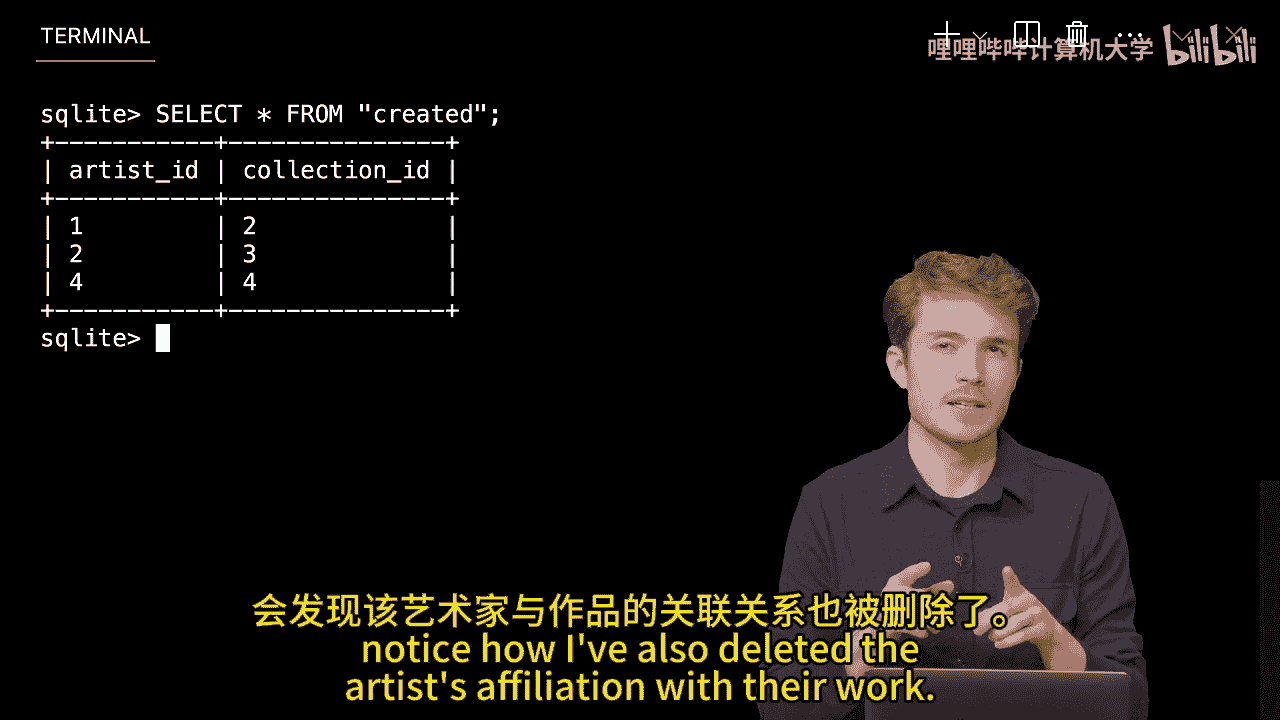 TERMINAL
哩哩哔哔计算机大学 bilibili
sqlite> SELECT * FROM "created";
+-----------+---------------+
| artist_id | collection_id |
+-----------+---------------+
| 1         | 2             |
| 2         | 3             |
| 4         | 4             |
+-----------+---------------+
sqlite>
会发现该艺术家与作品的关联关系也被删除了。
notice how I've also deleted the
artist's affiliation with their work.